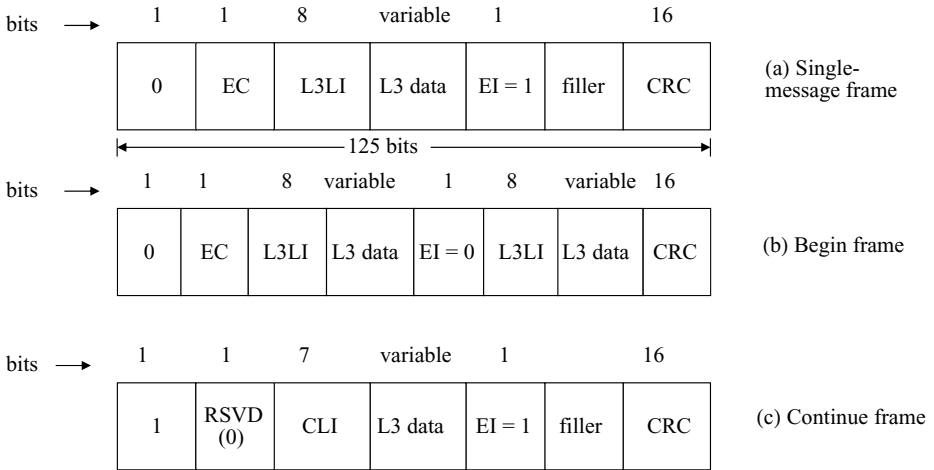 bits 1 1 8 variable 1 16
0 EC L3LI L3 data EI = 1 filler CRC
(a) Single-
message frame
125 bits
bits 1 1 8 variable 1 8 variable 16
0 EC L3LI L3 data EI = 0 L3LI L3 data CRC
(b) Begin frame
bits 1 1 7 variable 1 16
1 RSVD
(0) CLI L3 data EI = 1 filler CRC
(c) Continue frame